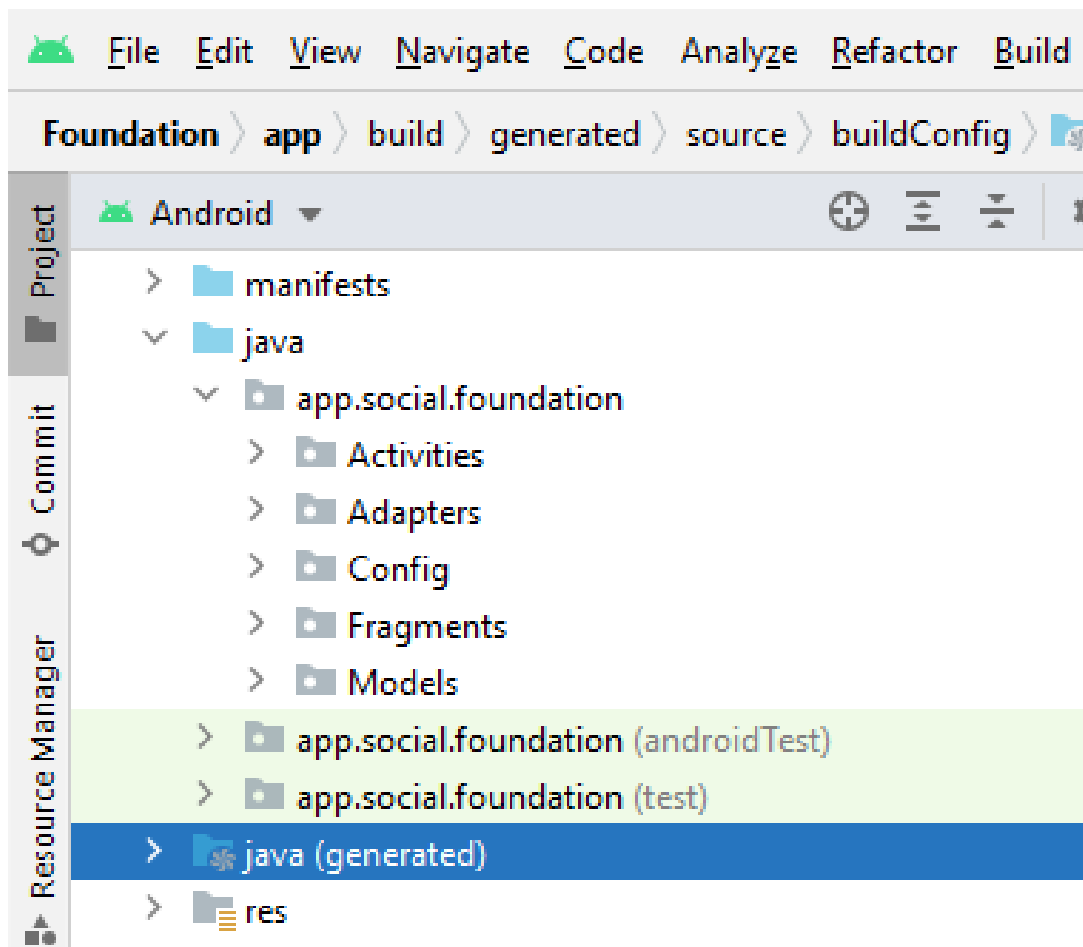 File Edit View Navigate Code Analyze Refactor Build
Foundation app build generated source buildConfig
Android
manifests
java
app.social.foundation
Activities
Adapters
Config
Fragments
Models
app.social.foundation (androidTest)
app.social.foundation (test)
java (generated)
res
Project
Commit
Resource Manager